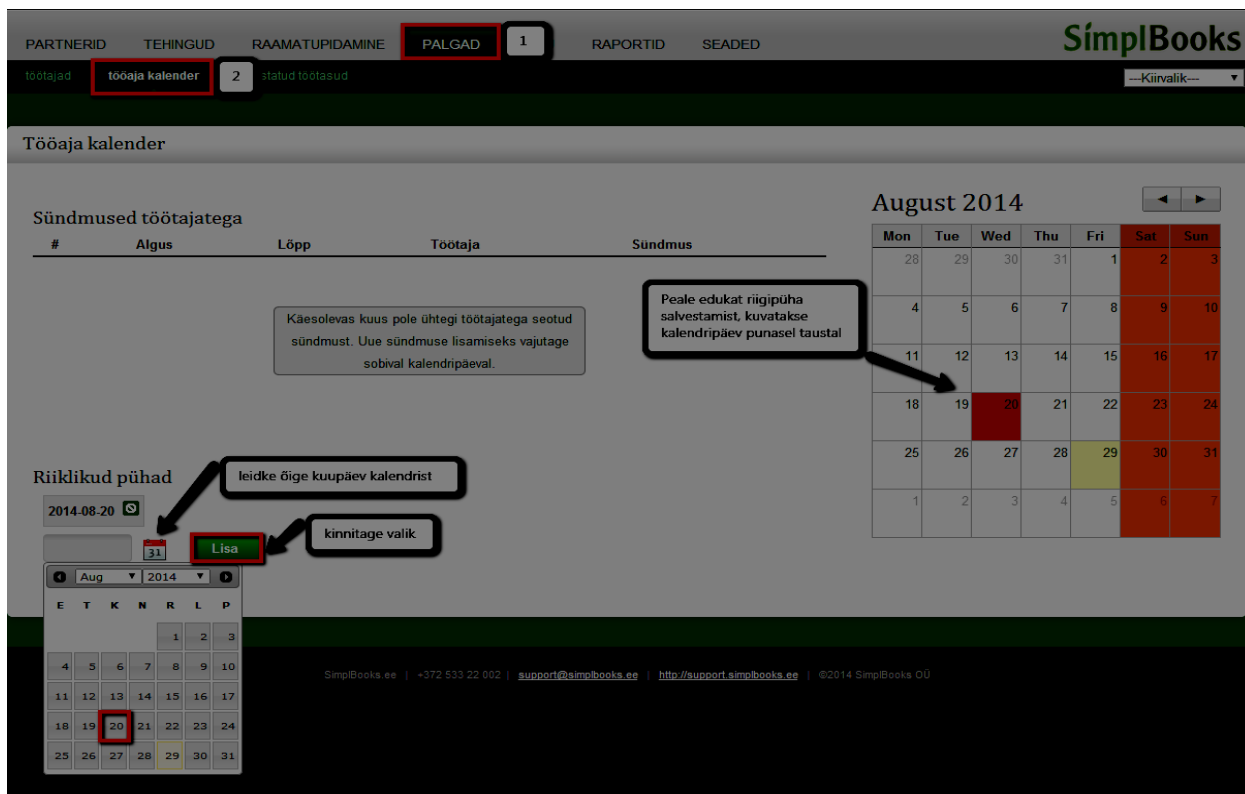 PARTNERID TEHINGUD RAAMATUPIDAMINE PALGAD 1 RAPORTID SEADED
SimplBooks
töötajad tööaja kalender 2 statud töötasud
---Kiirvalik---
Tööaja kalender
Sündmused töötajatega
# Algus Lõpp Töötaja Sündmus
Käesolevas kuus pole ühtegi töötajatega seotud
sündmust. Uue sündmuse lisamiseks vajutage
sobival kalendripäeval.
Peale edukat riigipüha
salvestamist, kuvatakse
kalendripäev punasel taustal
August 2014
Mon Tue Wed Thu Fri Sat Sun
28 29 30 31 1 2 3
4 5 6 7 8 9 10
11 12 13 14 15 16 17
18 19 20 21 22 23 24
25 26 27 28 29 30 31
1 2 3 4 5 6 7
Riiklikud pühad
leidke õige kuupäev kalendrist
2014-08-20
kinnitage valik
31
Lisa
Aug 2014
E T K N R L P
1 2 3
4 5 6 7 8 9 10
11 12 13 14 15 16 17
18 19 20 21 22 23 24
25 26 27 28 29 30 31
SimplBooks.ee | +372 533 22 002 | support@simplbooks.ee | http://support.simplbooks.ee | ©2014 SimplBooks OÜ